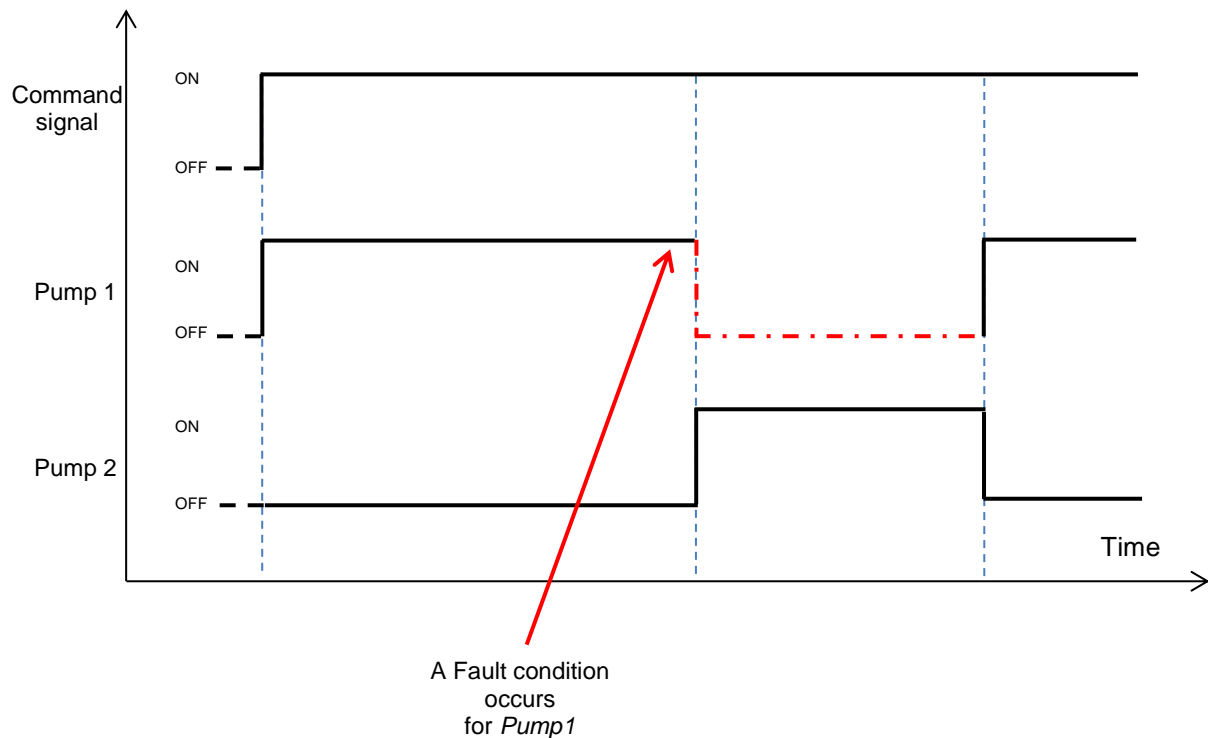 ON
Command
signal
OFF
ON
Pump 1
OFF
ON
Pump 2
OFF
Time
A Fault condition
occurs
for Pump1